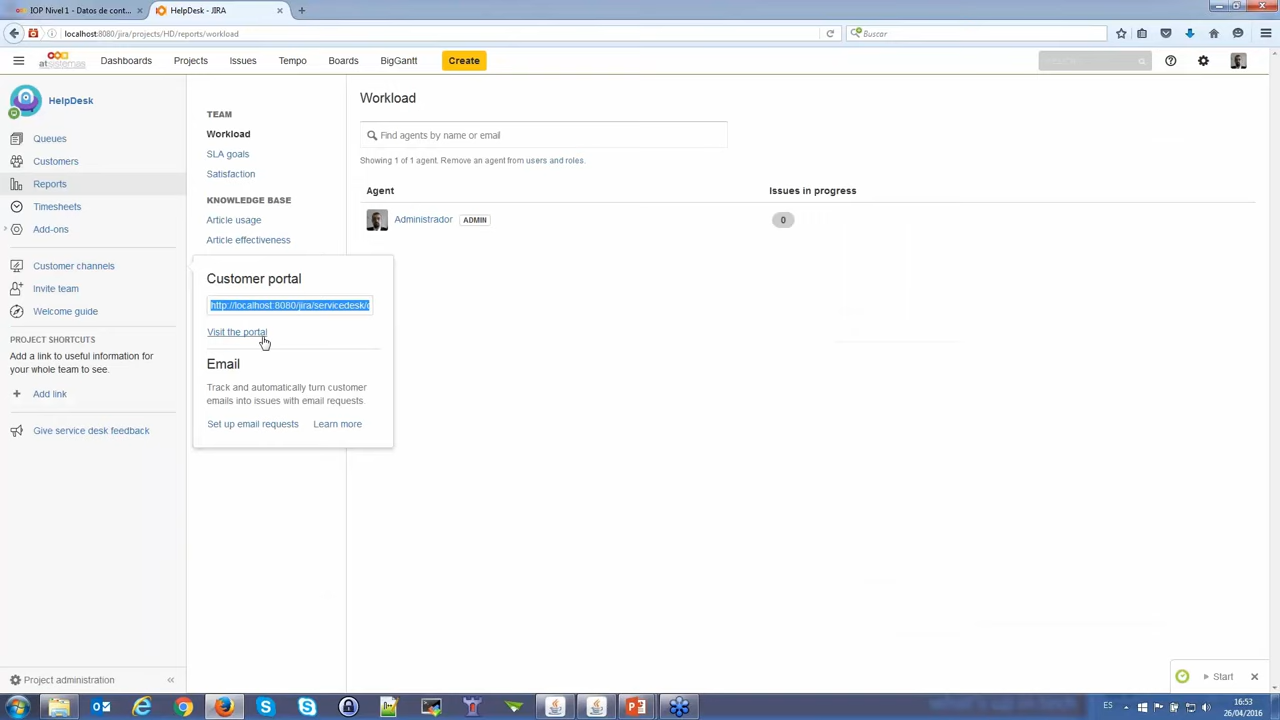 IOP Nivel 1 - Datos de cont...
HelpDesk - JIRA
localhost:8080/jira/projects/HD/reports/workload
Buscar
atSistemas
Dashboards
Projects
Issues
Tempo
Boards
BigGantt
Create
HelpDesk
Queues
Customers
Reports
Timesheets
Add-ons
Customer channels
Invite team
Welcome guide
PROJECT SHORTCUTS
Add a link to useful information for
your whole team to see.
Add link
Give service desk feedback
Project administration
TEAM
Workload
SLA goals
Satisfaction
KNOWLEDGE BASE
Article usage
Article effectiveness
Customer portal
http://localhost:8080/jira/servicedesk/c
Visit the portal
Email
Track and automatically turn customer
emails into issues with email requests.
Set up email requests Learn more
Workload
Find agents by name or email
Showing 1 of 1 agent. Remove an agent from users and roles.
Agent Issues in progress
Administrador ADMIN 0
Start
ES
16:53
26/04/2016